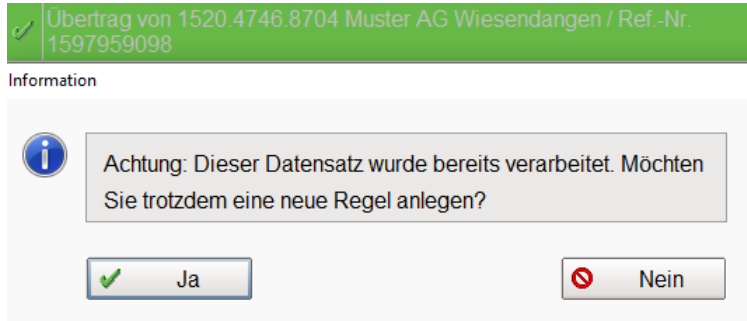 Übertrag von 1520.4746.8704 Muster AG Wiesendangen / Ref.-Nr.
1597959098
Information
Achtung: Dieser Datensatz wurde bereits verarbeitet. Möchten
Sie trotzdem eine neue Regel anlegen?
Ja
Nein